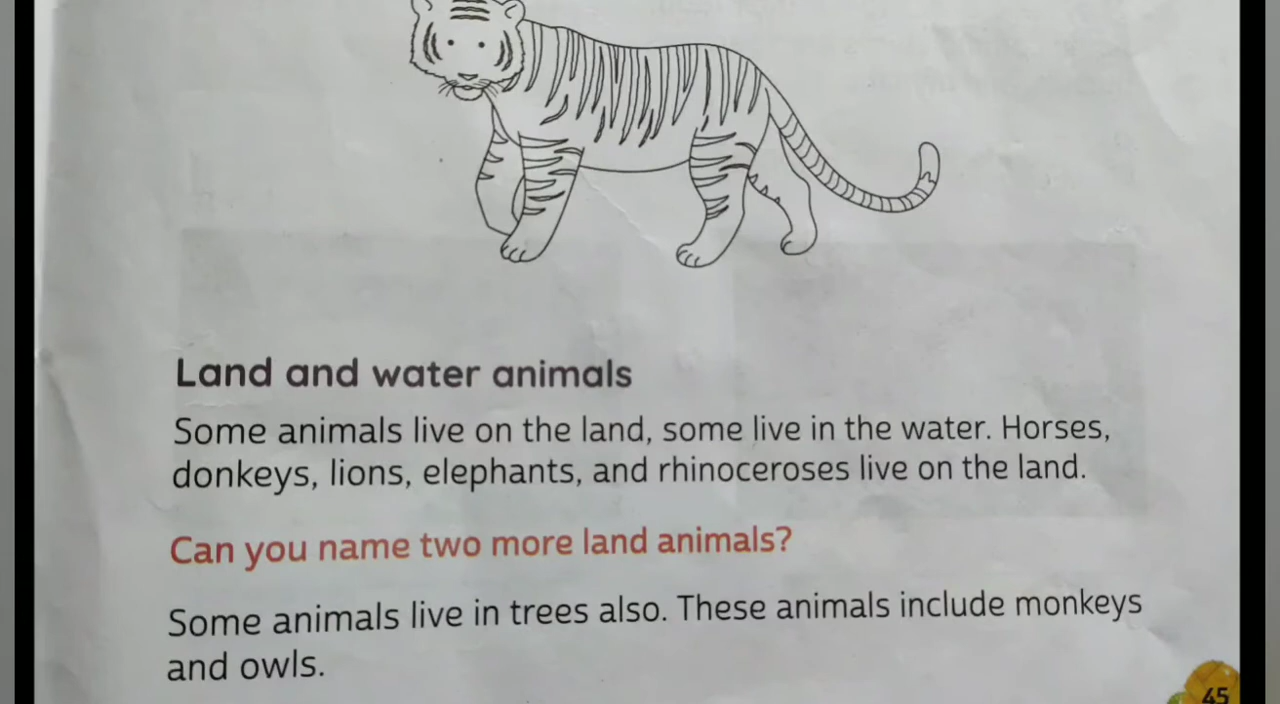 Land and water animals
Some animals live on the land, some live in the water. Horses,
donkeys, lions, elephants, and rhinoceroses live on the land.
Can you name two more land animals?
Some animals live in trees also. These animals include monkeys
and owls.
45